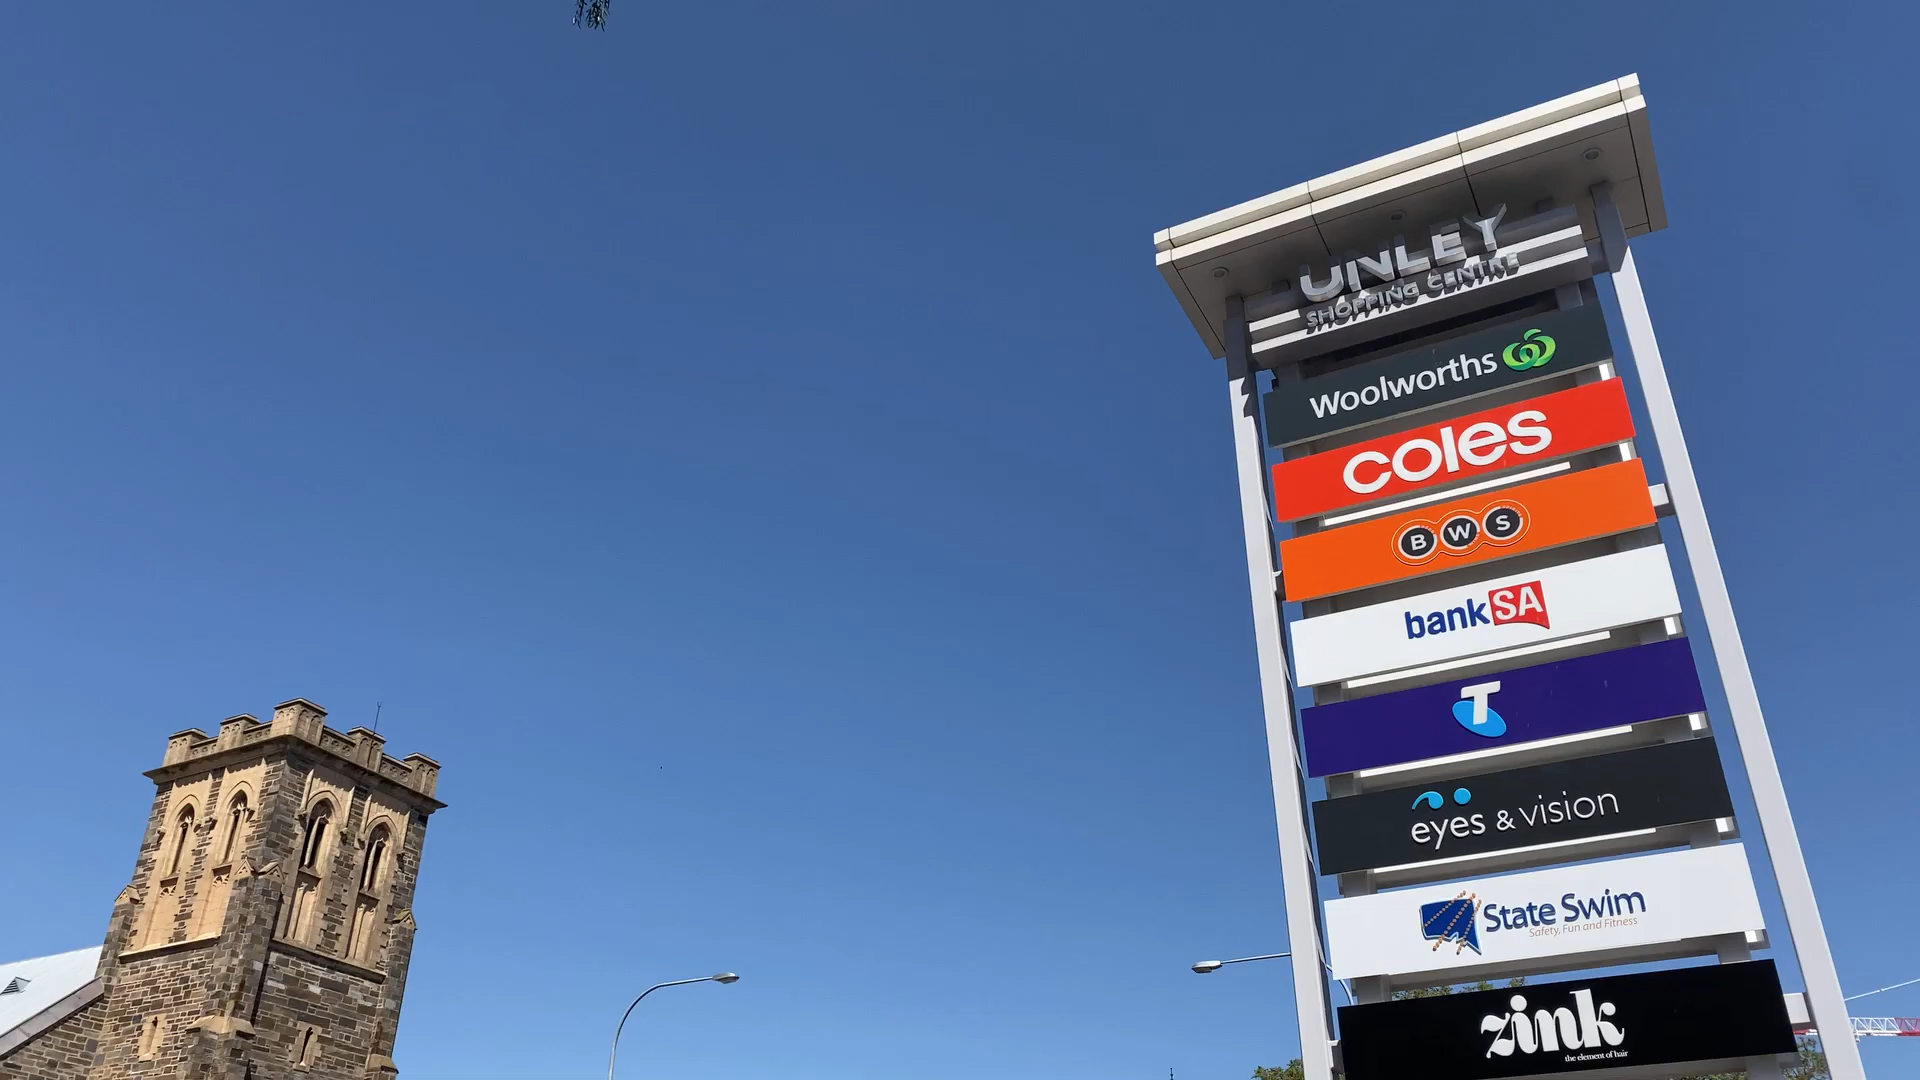 UNLEY
SHOPPING CENTRE
Woolworths
coles
BWS
bankSA
T
eyes & vision
State Swim
Safety, Fun and Fitness
zink
the element of hair